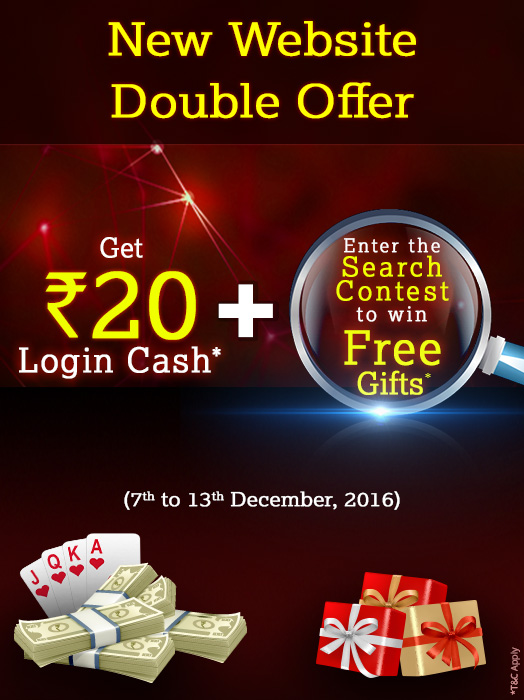 New Website
Double Offer
Get
₹20
Login Cash*
+
Enter the
Search
Contest
to win
Free
Gifts*
(7th to 13th December, 2016)
J Q K A
*T&C Apply